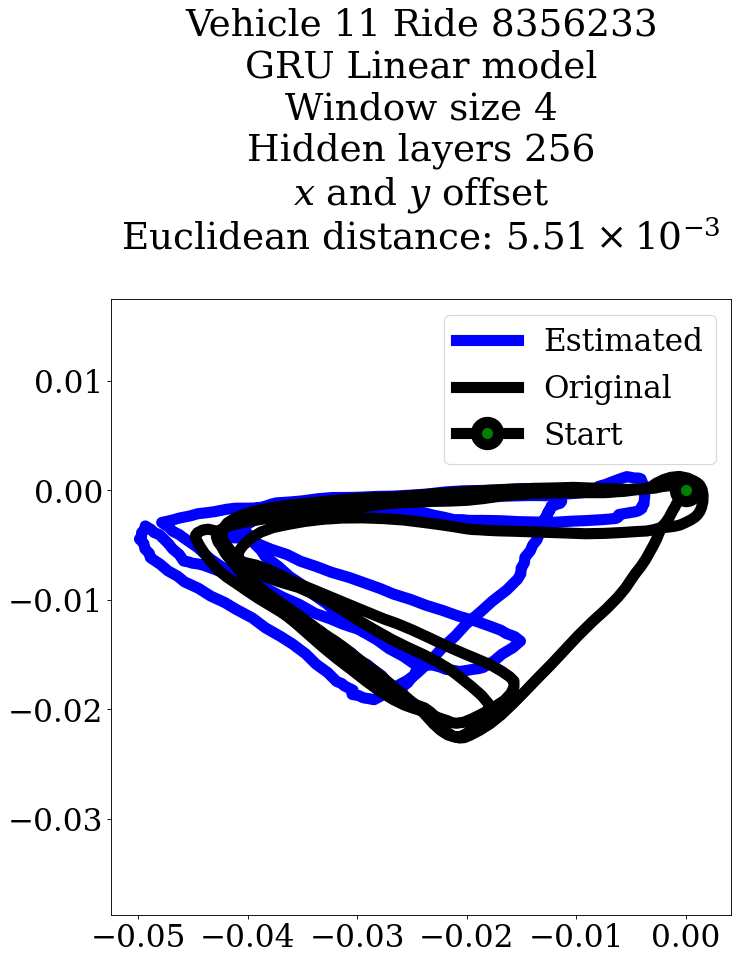 Vehicle 11 Ride 8356233
GRU Linear model
Window size 4
Hidden layers 256
x and y offset
Euclidean distance: 5.51 × 10⁻³
Estimated
Original
Start
0.01
0.00
−0.01
−0.02
−0.03
−0.05 −0.04 −0.03 −0.02 −0.01 0.00